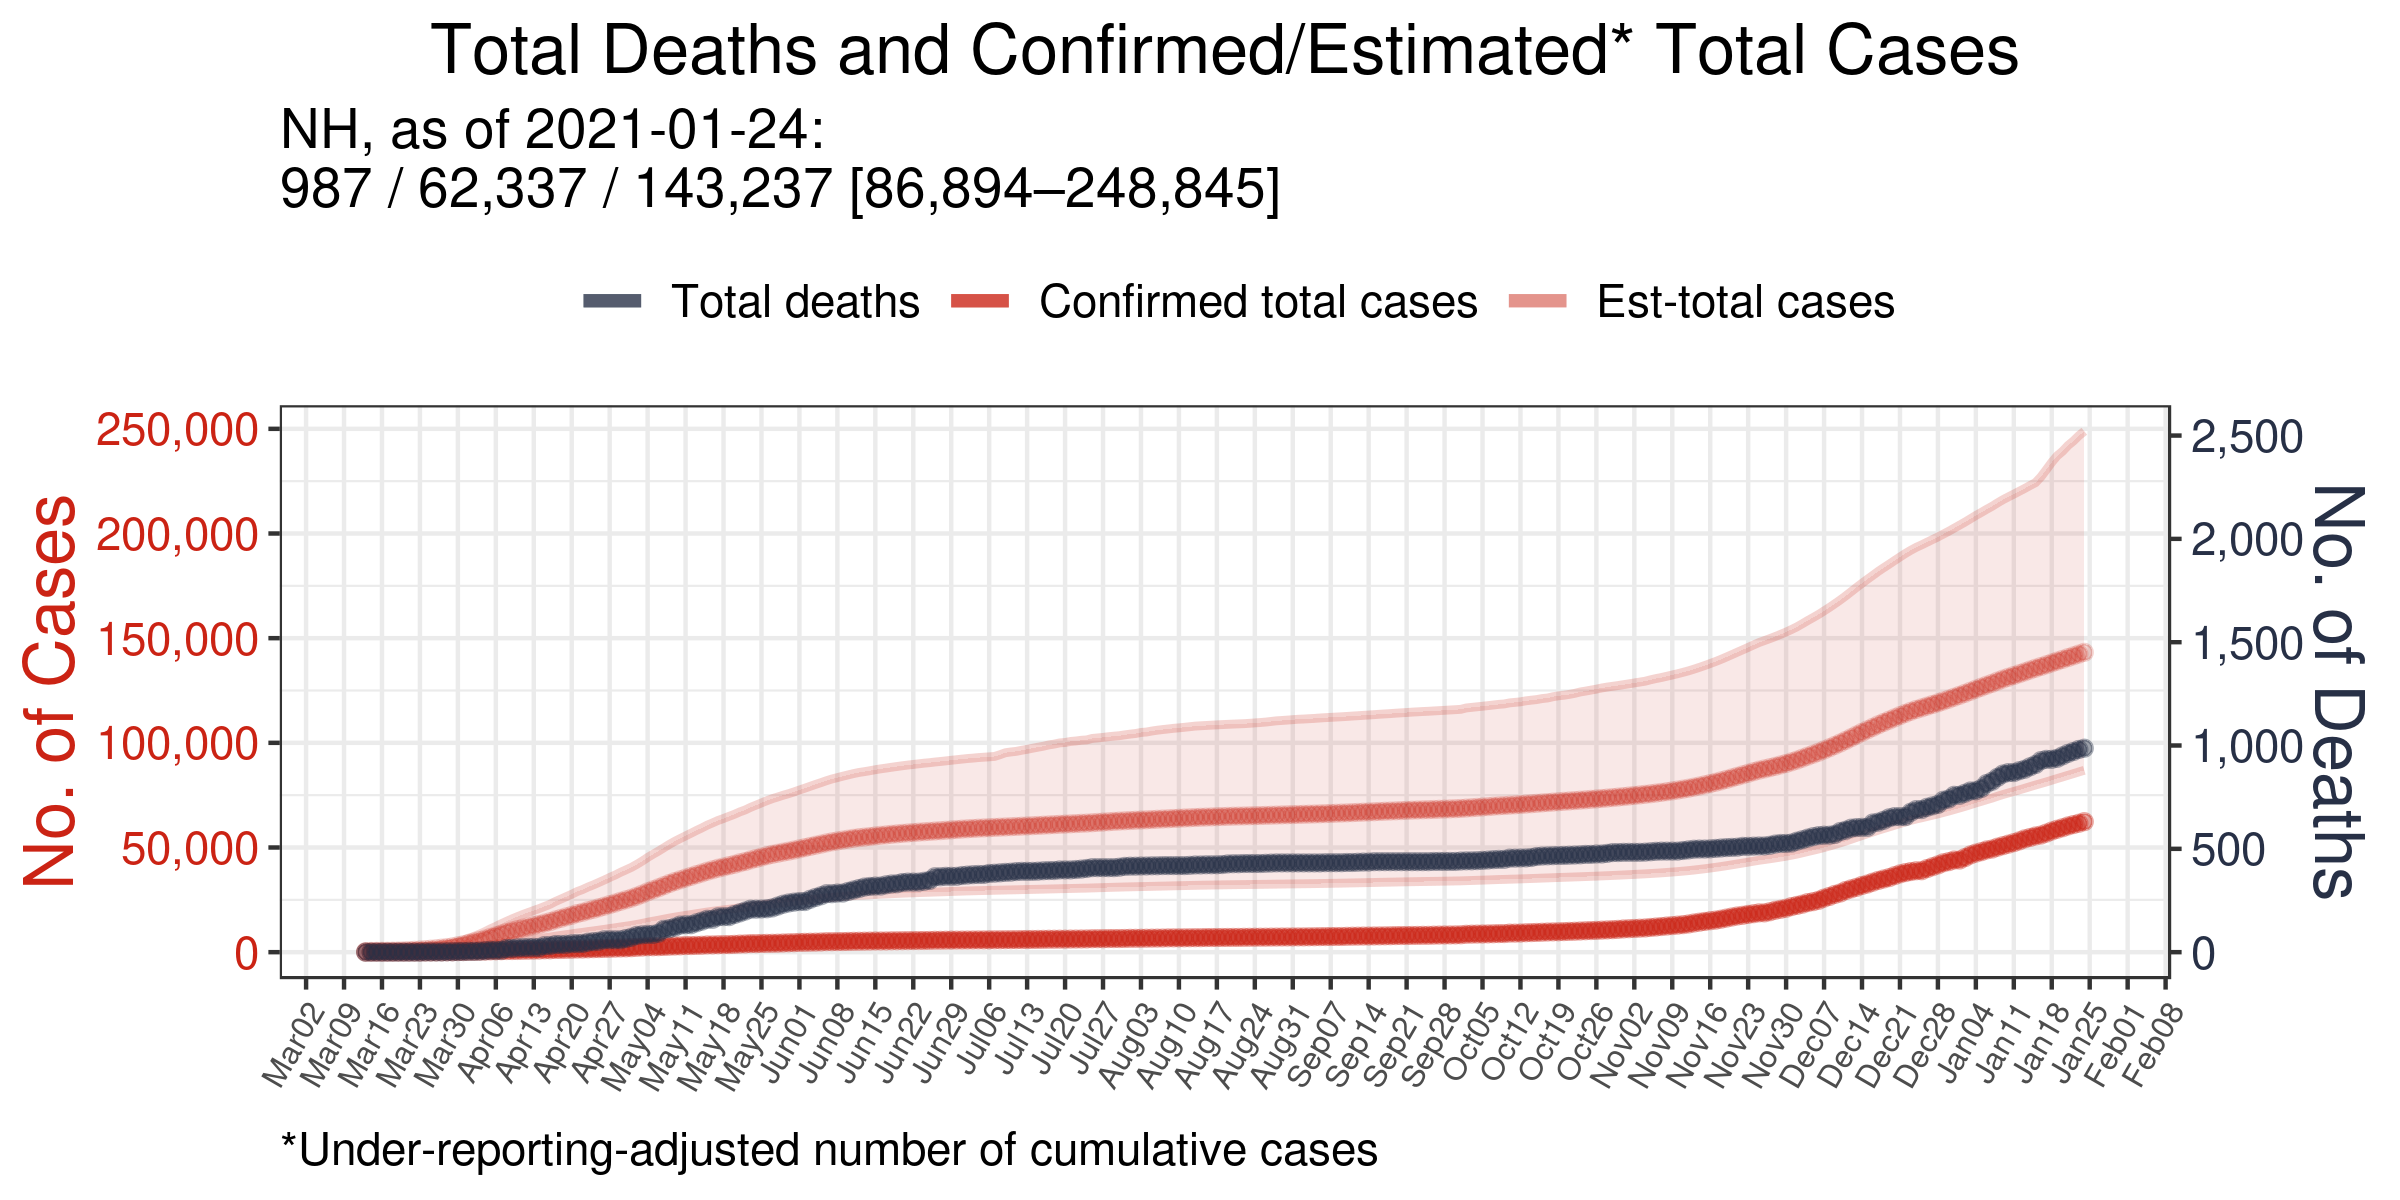 Total Deaths and Confirmed/Estimated* Total Cases
NH, as of 2021-01-24:
987 / 62,337 / 143,237 [86,894–248,845]
Total deaths
Confirmed total cases
Est-total cases
No. of Cases
250,000
200,000
150,000
100,000
50,000
0
2,500
2,000
1,500
1,000
500
0
No. of Deaths
Mar02
Mar09
Mar16
Mar23
Mar30
Apr06
Apr13
Apr20
Apr27
May04
May11
May18
May25
Jun01
Jun08
Jun15
Jun22
Jun29
Jul06
Jul13
Jul20
Jul27
Aug03
Aug10
Aug17
Aug24
Aug31
Sep07
Sep14
Sep21
Sep28
Oct05
Oct12
Oct19
Oct26
Nov02
Nov09
Nov16
Nov23
Nov30
Dec07
Dec14
Dec21
Dec28
Jan04
Jan11
Jan18
Jan25
Feb01
Feb08
*Under-reporting-adjusted number of cumulative cases